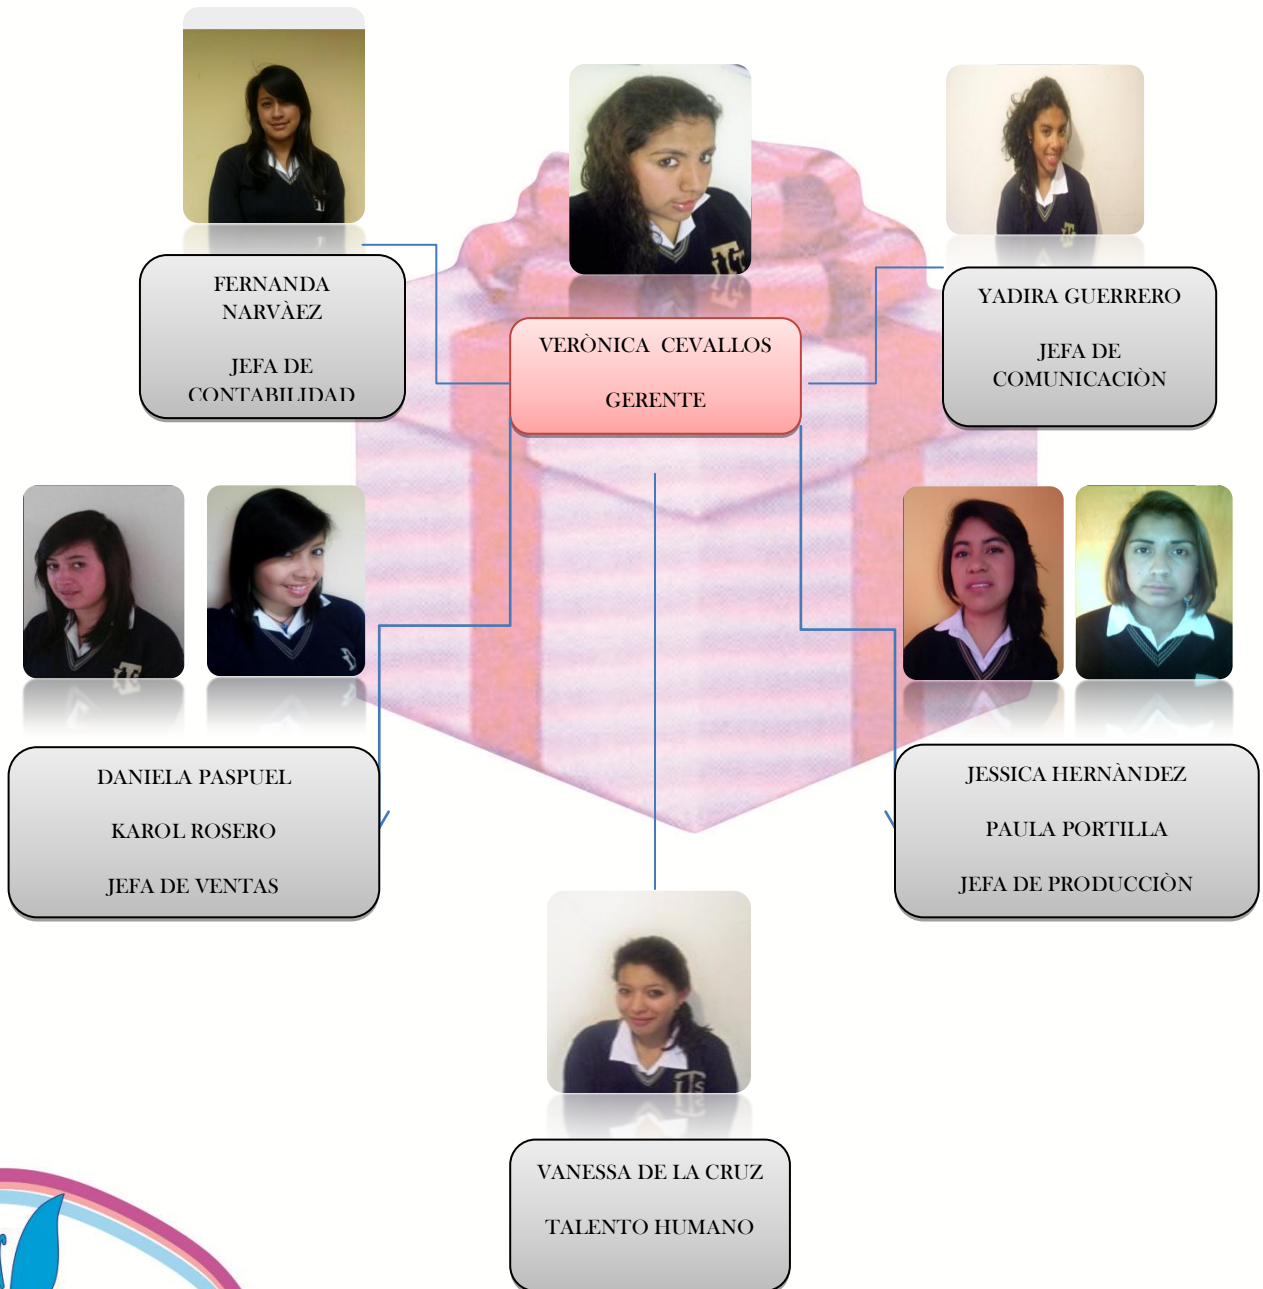 FERNANDA
NARVÀEZ
JEFA DE
CONTABILIDAD
VERÒNICA CEVALLOS
GERENTE
YADIRA GUERRERO
JEFA DE
COMUNICACIÒN
DANIELA PASPUEL
KAROL ROSERO
JEFA DE VENTAS
JESSICA HERNÀNDEZ
PAULA PORTILLA
JEFA DE PRODUCCIÒN
VANESSA DE LA CRUZ
TALENTO HUMANO